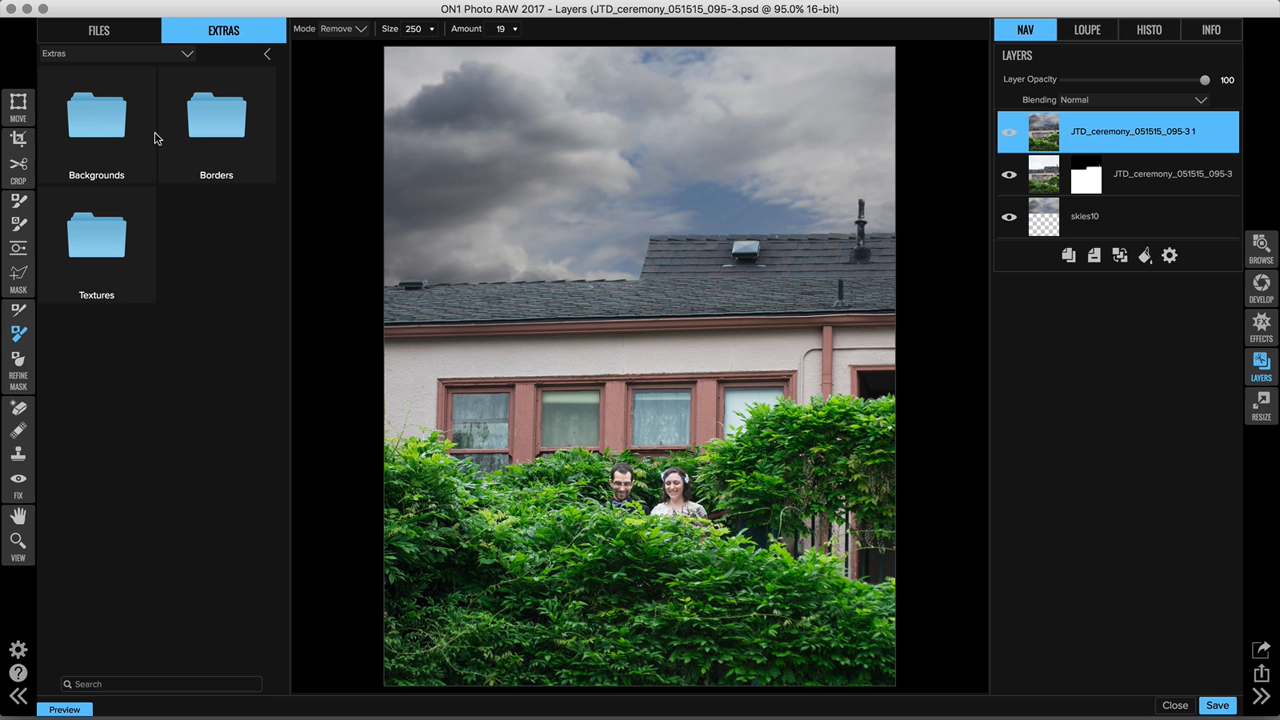 ON1 Photo RAW 2017 - Layers (JTD_ceremony_051515_095-3.psd @ 95.0% 16-bit)
FILES
EXTRAS
Mode Remove Size 250 Amount 19
NAV
LOUPE
HISTO
INFO
Extras
LAYERS
Layer Opacity 100
Blending Normal
MOVE
CROP
MASK
REFINE
MASK
FIX
VIEW
Backgrounds
Borders
Textures
JTD_ceremony_051515_095-3 1
JTD_ceremony_051515_095-3
skies10
BROWSE
DEVELOP
EFFECTS
LAYERS
RESIZE
Search
Preview
Close
Save